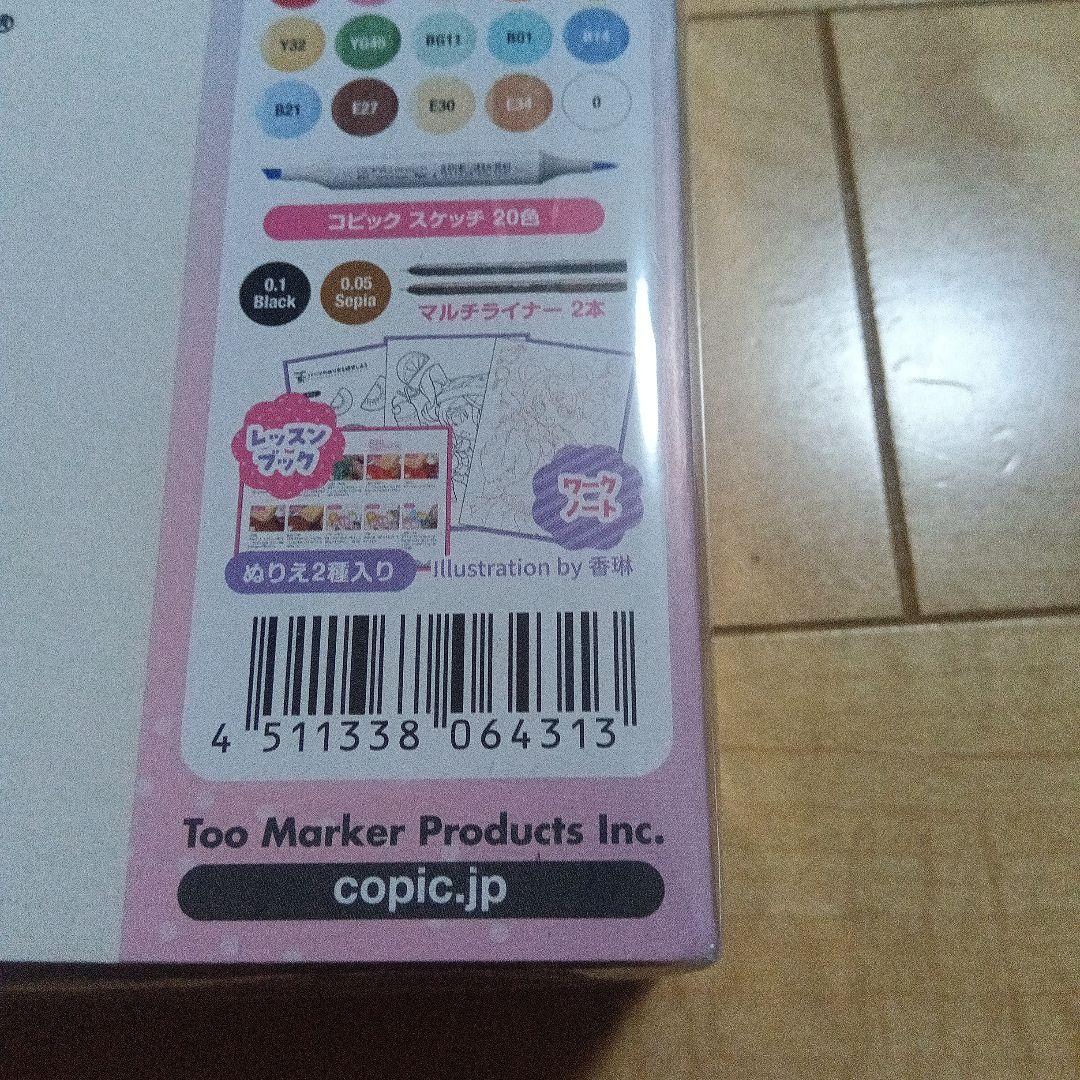 ®
Y32
YG49
BG11
B01
B14
B21
E27
E30
E34
0
コピック スケッチ 20色
0.1
Black
0.05
Sepia
マルチライナー 2本
レッスン
ブック
ワーク
ノート
ぬりえ2種入り
Illustration by 香琳
4 511338 064313
Too Marker Products Inc.
copic.jp